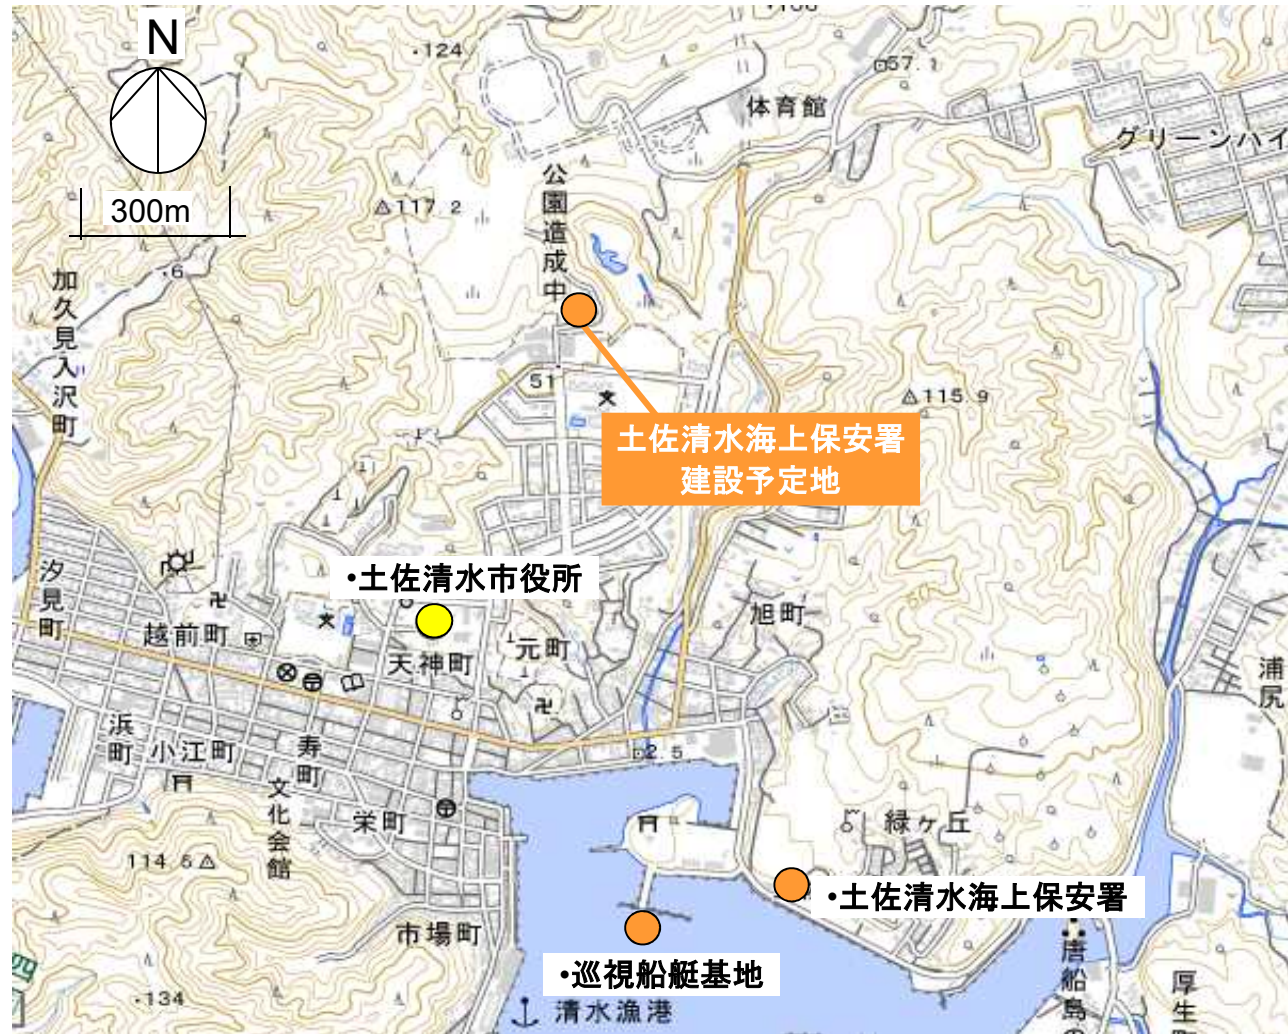 N
・124
57.1
体育館
グリーンハイ
公園造成中
300m
117.2
・6
加久見入沢町
51
115.9
土佐清水海上保安署
建設予定地
・土佐清水市役所
汐見町
越前町
天神町
元町
旭町
浦尻
浜町
小江町
寿町
2.5
文化会館
栄町
緑ヶ丘
114.5
・土佐清水海上保安署
市場町
・巡視船艇基地
唐船島の
・134
清水漁港
厚生